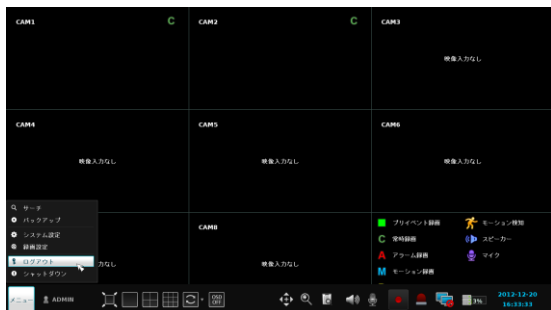 CAM1
C
CAM2
C
CAM3
映像入力なし
CAM4
映像入力なし
CAM5
映像入力なし
CAM6
映像入力なし
サーチ
バックアップ
システム設定
録画設定
ログアウト
シャットダウン
力なし
CAM8
映像入力なし
プリイベント録画
モーション検知
C 常時録画
スピーカー
A アラーム録画
マイク
M モーション録画
メニュー
ADMIN
OSD
OFF
3%
2012-12-20
16:33:33